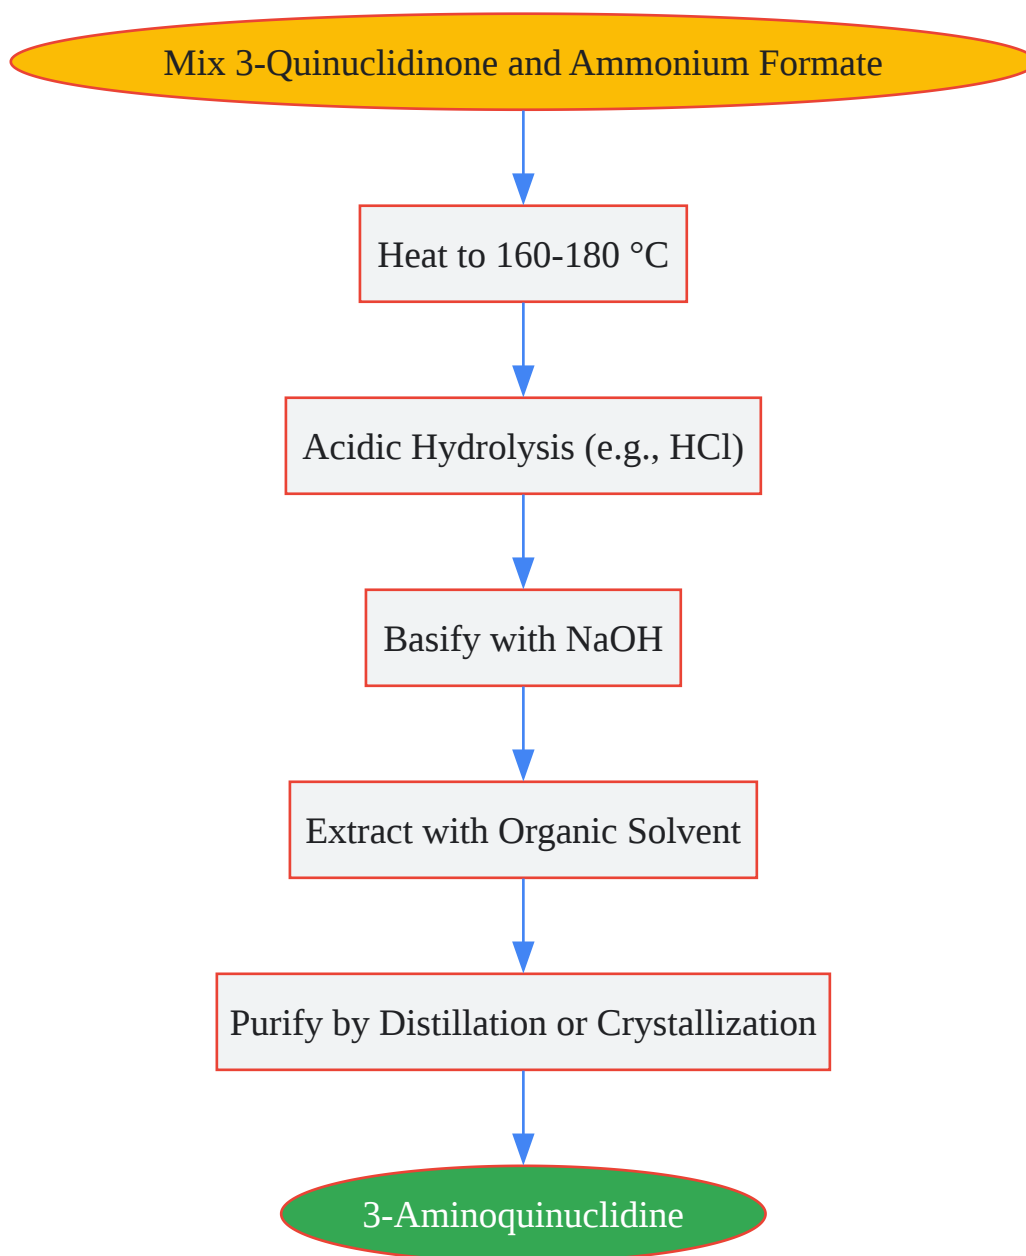 Mix 3-Quinuclidinone and Ammonium Formate
Heat to 160-180 °C
Acidic Hydrolysis (e.g., HCl)
Basify with NaOH
Extract with Organic Solvent
Purify by Distillation or Crystallization
3-Aminoquinuclidine